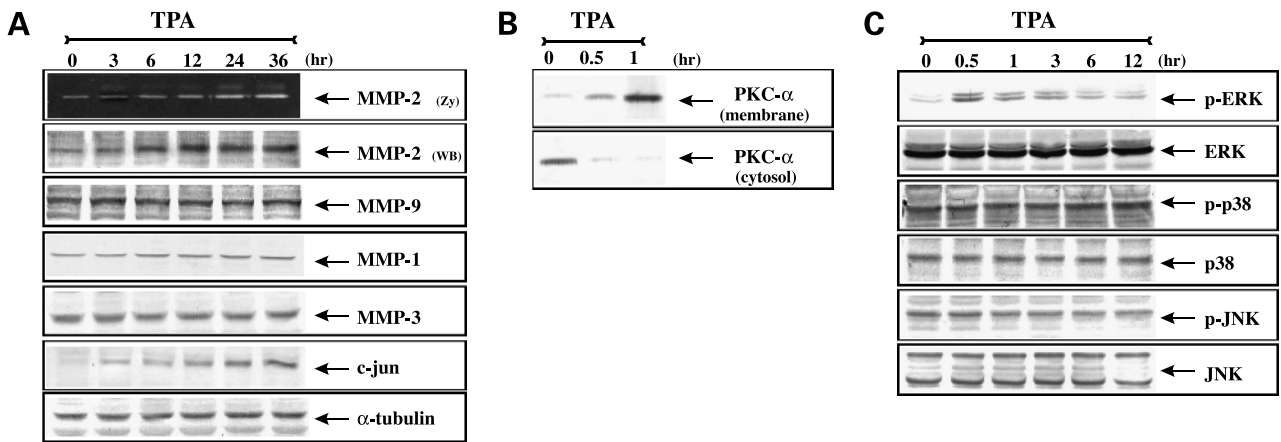 A
TPA
0 3 6 12 24 36 (hr)
MMP-2 (Zy)
MMP-2 (WB)
MMP-9
MMP-1
MMP-3
c-jun
α-tubulin
B
TPA
0 0.5 1 (hr)
PKC-α
(membrane)
PKC-α
(cytosol)
C
TPA
0 0.5 1 3 6 12 (hr)
p-ERK
ERK
p-p38
p38
p-JNK
JNK